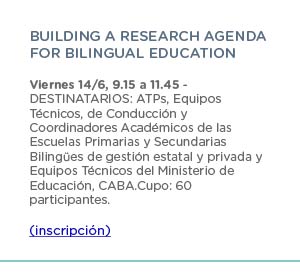 BUILDING A RESEARCH AGENDA
FOR BILINGUAL EDUCATION
Viernes 14/6, 9.15 a 11.45 -
DESTINATARIOS: ATPs, Equipos
Técnicos, de Conducción y
Coordinadores Académicos de las
Escuelas Primarias y Secundarias
Bilingües de gestión estatal y privada y
Equipos Técnicos del Ministerio de
Educación, CABA.Cupo: 60
participantes.
(inscripción)